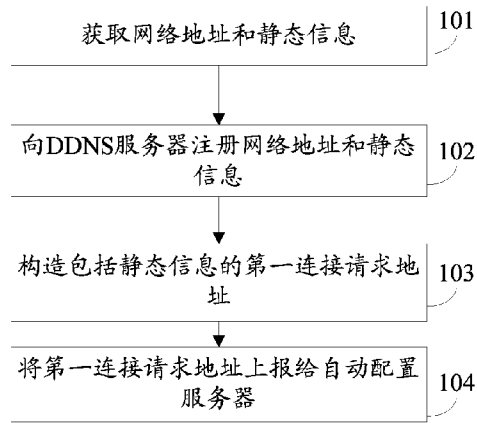 获取网络地址和静态信息
101
向DDNS服务器注册网络地址和静态
信息
102
构造包括静态信息的第一连接请求地
址
103
将第一连接请求地址上报给自动配置
服务器
104